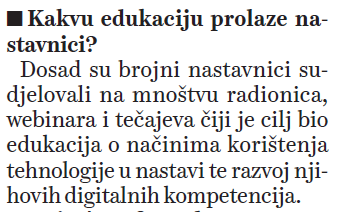 ■ Kakvu edukaciju prolaze na-
stavnici?
Dosad su brojni nastavnici su-
djelovali na mnoštvu radionica,
webinara i tečajeva čiji je cilj bio
edukacija o načinima korištenja
tehnologije u nastavi te razvoj nji-
hovih digitalnih kompetencija.